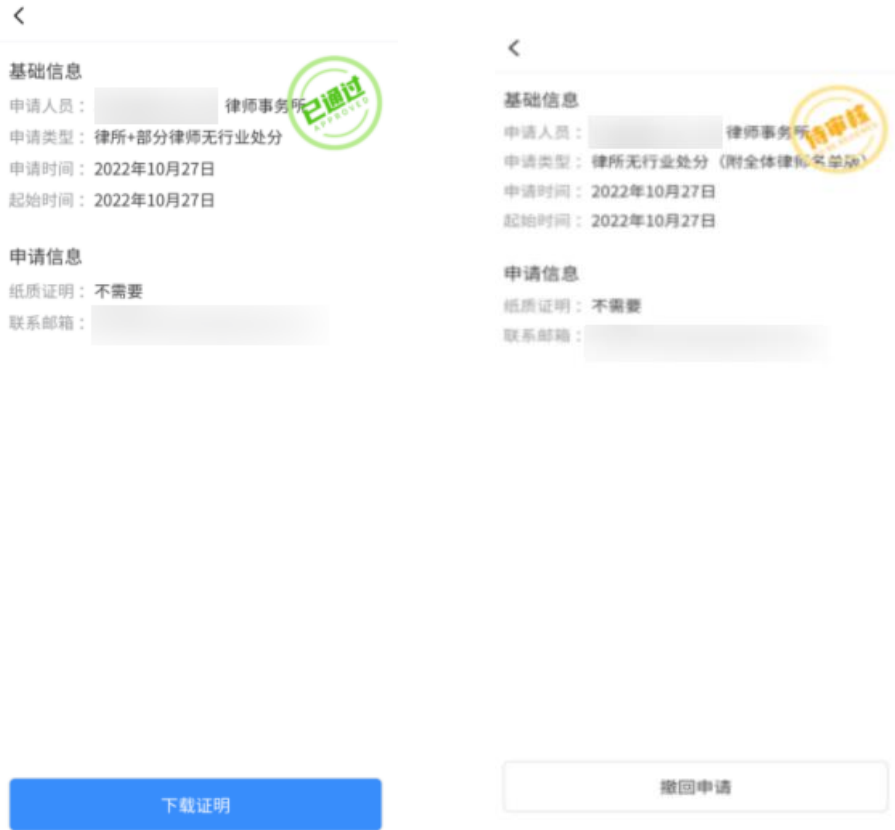 基础信息
申请人员： 律师事务所
已通过
APPROVED
申请类型：律所+部分律师无行业处分
申请时间：2022年10月27日
起始时间：2022年10月27日
申请信息
纸质证明：不需要
联系邮箱：
下载证明
基础信息
申请人员： 律师事务所
待审核
申请类型：律所无行业处分（附全体律师名单版）
申请时间：2022年10月27日
起始时间：2022年10月27日
申请信息
纸质证明：不需要
联系邮箱：
撤回申请